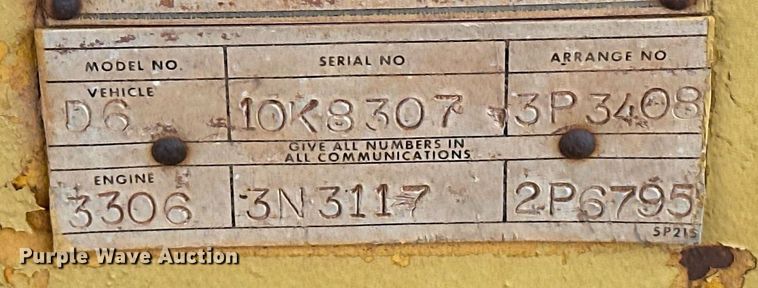 MODEL NO. SERIAL NO ARRANGE NO.
VEHICLE
D6 10K8307 3P3408
GIVE ALL NUMBERS IN
ALL COMMUNICATIONS
ENGINE
3306 3N3117 2P6795
5P215
Purple Wave Auction